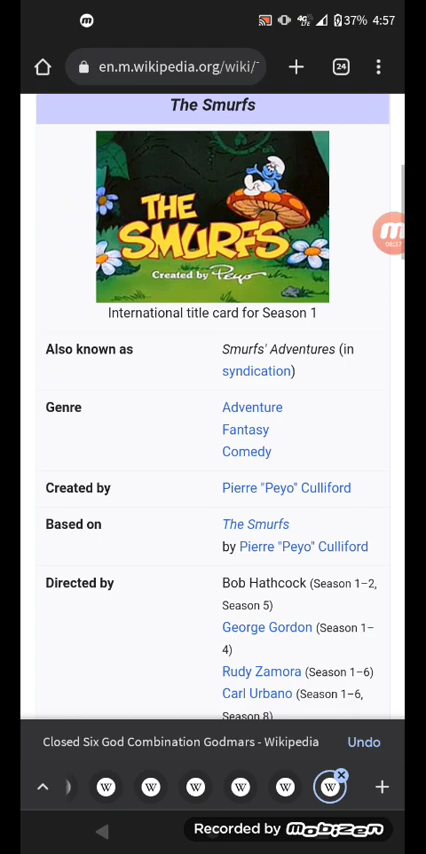 37% 4:57
en.m.wikipedia.org/wiki/
24
The Smurfs
THE
SMURFS
Created by Peyo
International title card for Season 1
Also known as
Smurfs' Adventures (in
syndication)
Genre
Adventure
Fantasy
Comedy
Created by
Pierre "Peyo" Culliford
Based on
The Smurfs
by Pierre "Peyo" Culliford
Directed by
Bob Hathcock (Season 1–2,
Season 5)
George Gordon (Season 1–
4)
Rudy Zamora (Season 1–6)
Carl Urbano (Season 1–6,
Season 8)
Closed Six God Combination Godmars - Wikipedia Undo
W W W W W W
Recorded by mobizen